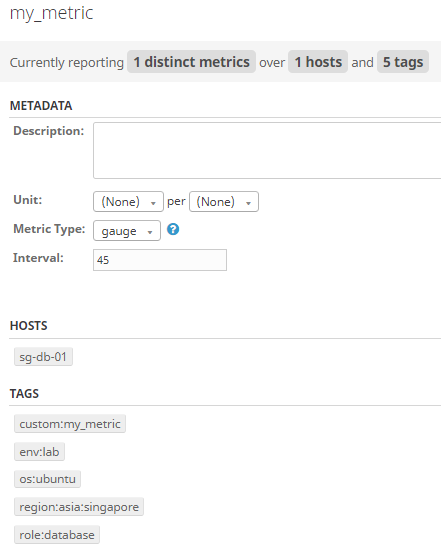 my_metric
Currently reporting 1 distinct metrics over 1 hosts and 5 tags
METADATA
Description:
Unit: (None) per (None)
Metric Type: gauge ?
Interval: 45
HOSTS
sg-db-01
TAGS
custom:my_metric
env:lab
os:ubuntu
region:asia:singapore
role:database